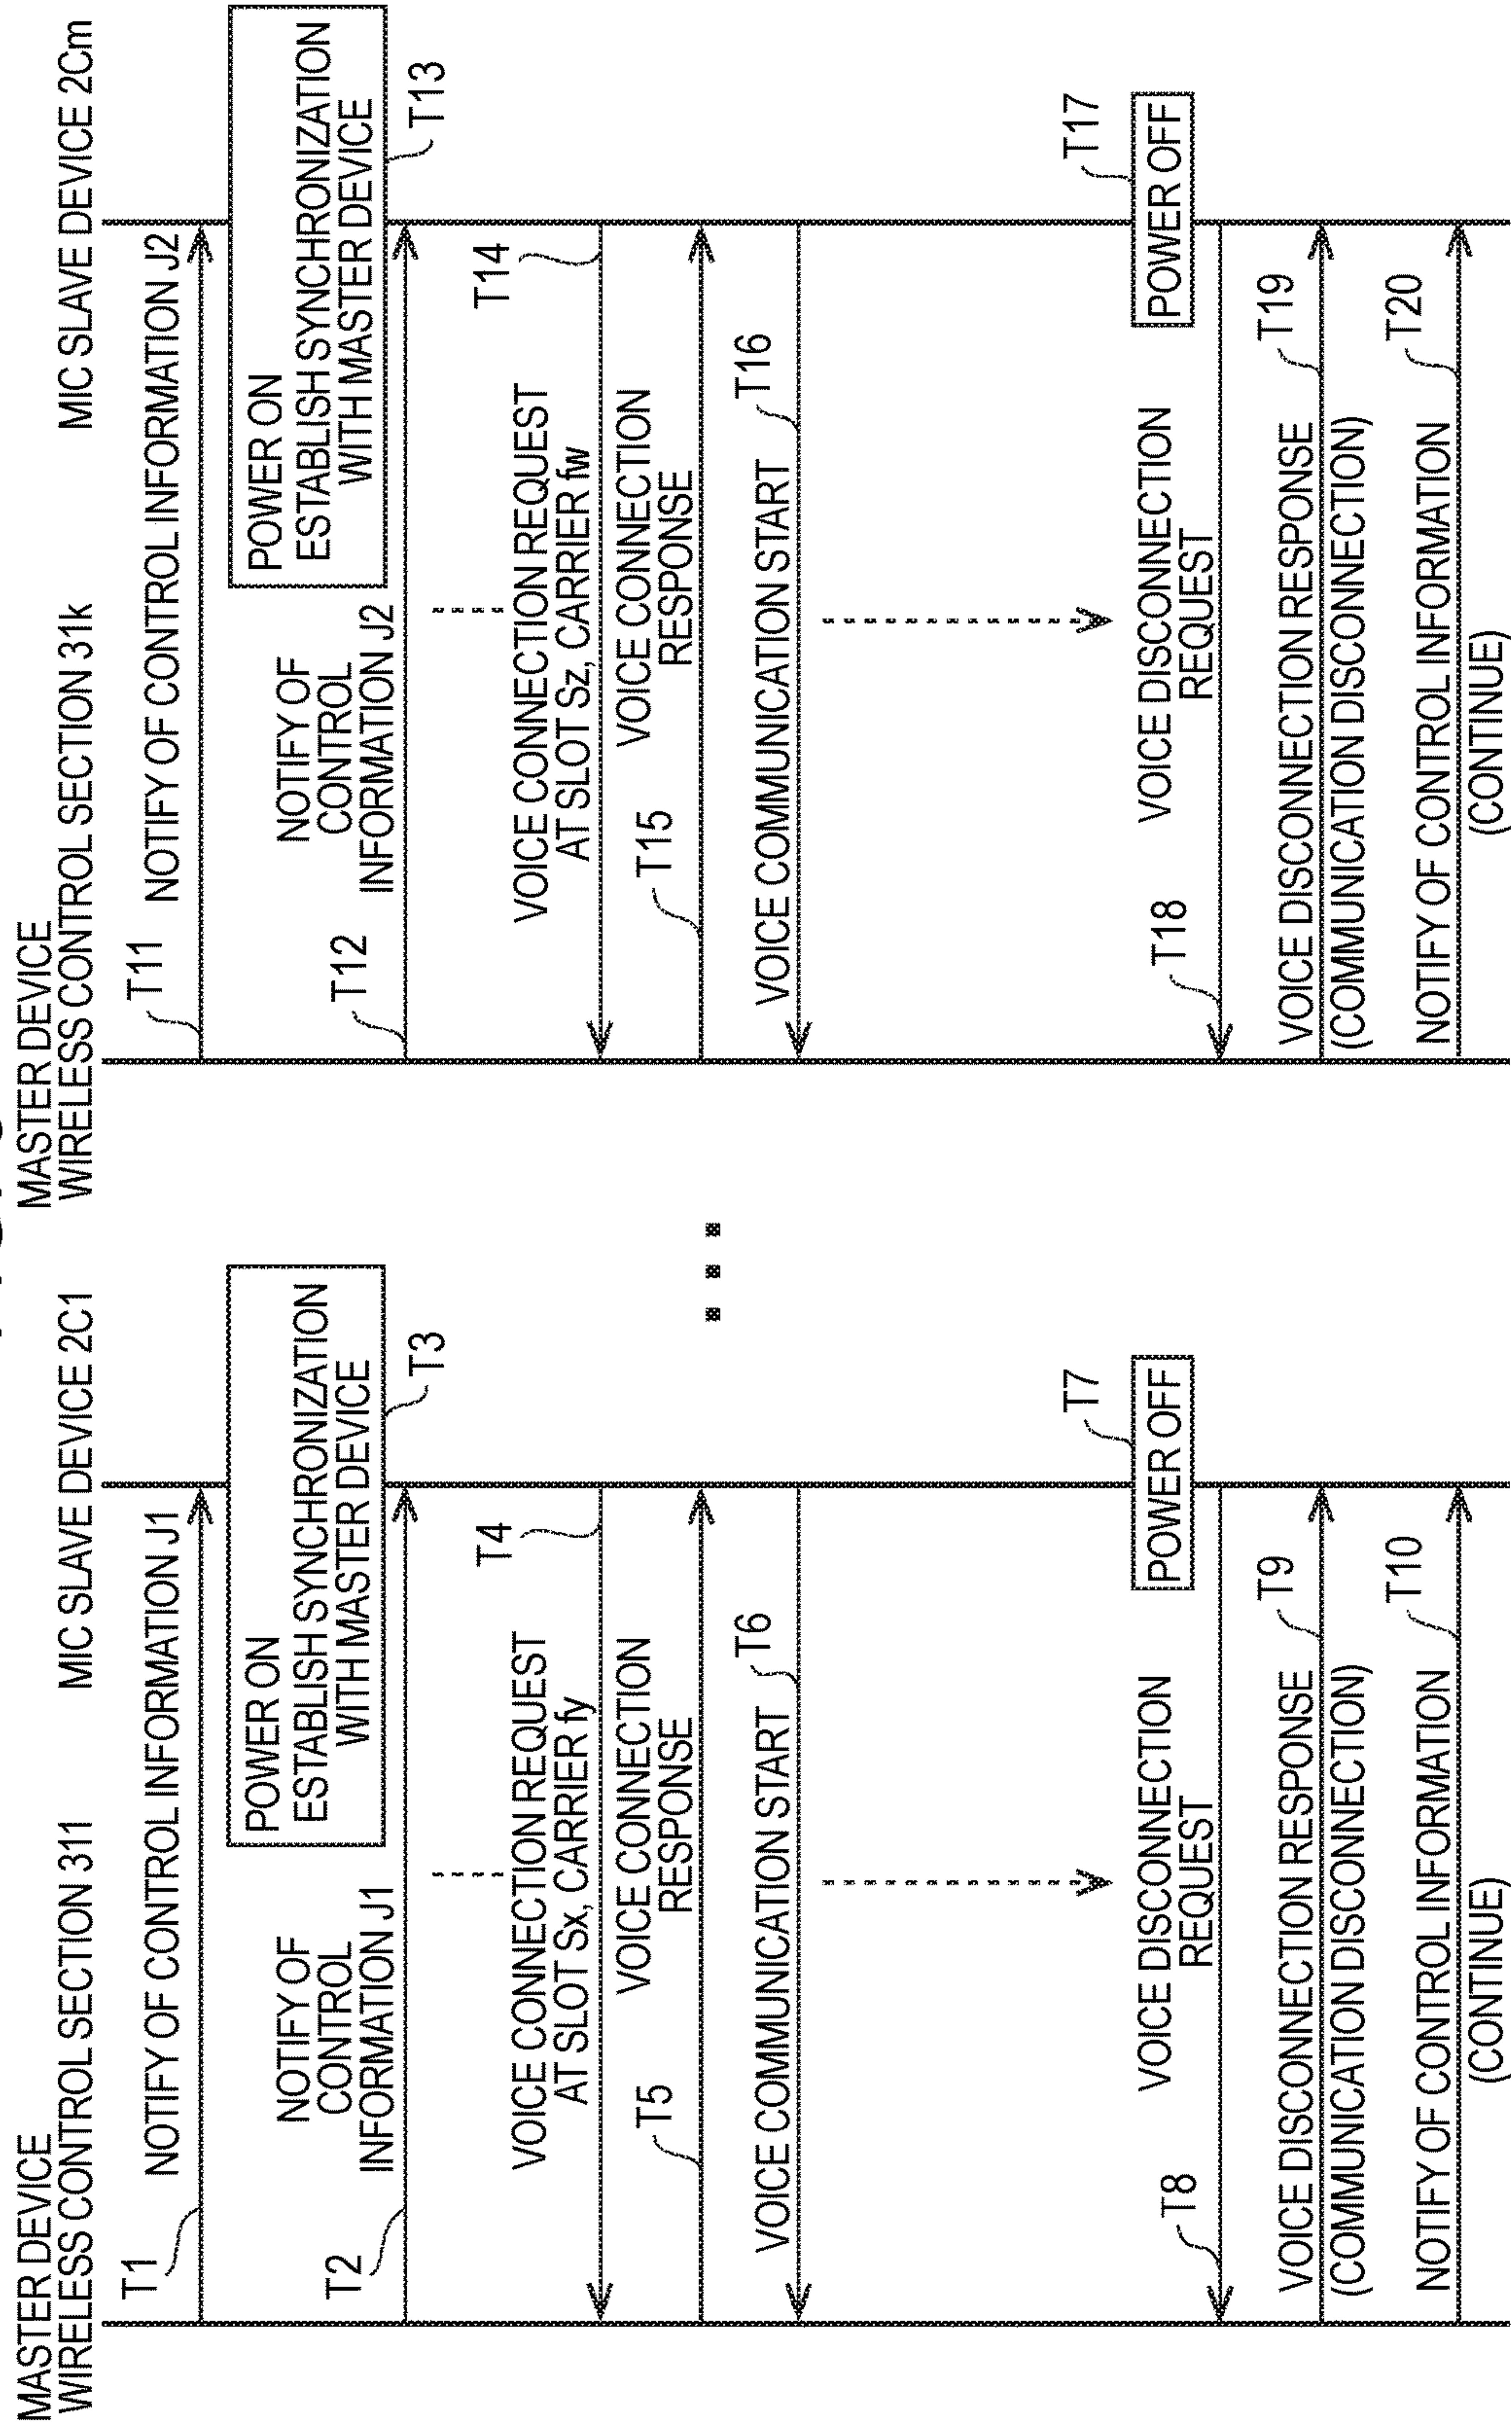 MASTER DEVICE
WIRELESS CONTROL SECTION 311
MIC SLAVE DEVICE 2C1
T1
NOTIFY OF CONTROL INFORMATION J1
POWER ON
ESTABLISH SYNCHRONIZATION
WITH MASTER DEVICE
T3
T2
NOTIFY OF
CONTROL
INFORMATION J1
T4
VOICE CONNECTION REQUEST
AT SLOT Sx, CARRIER fy
T5
VOICE CONNECTION
RESPONSE
VOICE COMMUNICATION START
T6
T7
POWER OFF
T8
VOICE DISCONNECTION
REQUEST
T9
VOICE DISCONNECTION RESPONSE
(COMMUNICATION DISCONNECTION)
T10
NOTIFY OF CONTROL INFORMATION
(CONTINUE)
MASTER DEVICE
WIRELESS CONTROL SECTION 31k
MIC SLAVE DEVICE 2Cm
T11
NOTIFY OF CONTROL INFORMATION J2
POWER ON
ESTABLISH SYNCHRONIZATION
WITH MASTER DEVICE
T13
T12
NOTIFY OF
CONTROL
INFORMATION J2
T14
VOICE CONNECTION REQUEST
AT SLOT Sz, CARRIER fw
T15
VOICE CONNECTION
RESPONSE
VOICE COMMUNICATION START
T16
T17
POWER OFF
T18
VOICE DISCONNECTION
REQUEST
T19
VOICE DISCONNECTION RESPONSE
(COMMUNICATION DISCONNECTION)
T20
NOTIFY OF CONTROL INFORMATION
(CONTINUE)